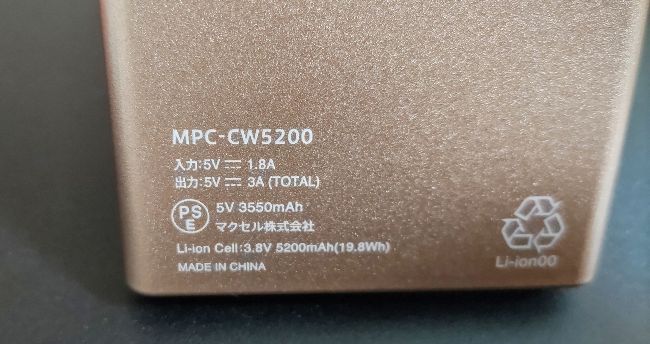 MPC-CW5200
入力:5V ⎓ 1.8A
出力:5V ⎓ 3A (TOTAL)
PSE
5V 3550mAh
マクセル株式会社
Li-ion Cell:3.8V 5200mAh(19.8Wh)
MADE IN CHINA
Li-ion00